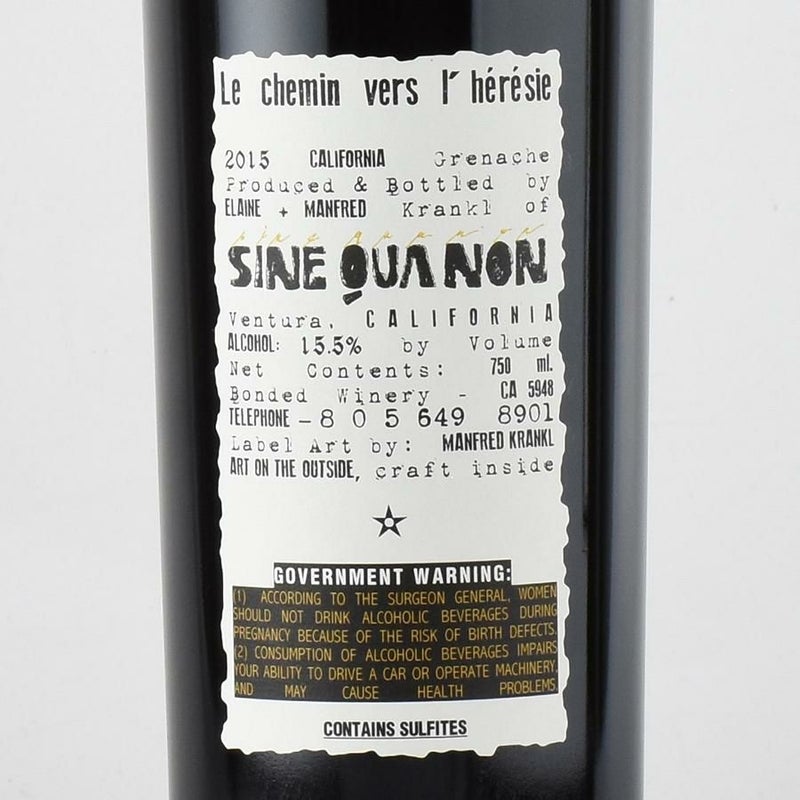 Le chemin vers l'hérésie
2015 CALIFORNIA Grenache
Produced & Bottled by
ELAINE + MANFRED Krankl of
sine qua non
SINE QUA NON
Ventura, CALIFORNIA
ALCOHOL: 15.5% by Volume
Net Contents: 750 ml.
Bonded Winery - CA 5948
TELEPHONE - 805 649 8901
Label Art by: MANFRED KRANKL
ART ON THE OUTSIDE, craft inside
GOVERNMENT WARNING:
(1) ACCORDING TO THE SURGEON GENERAL, WOMEN
SHOULD NOT DRINK ALCOHOLIC BEVERAGES DURING
PREGNANCY BECAUSE OF THE RISK OF BIRTH DEFECTS.
(2) CONSUMPTION OF ALCOHOLIC BEVERAGES IMPAIRS
YOUR ABILITY TO DRIVE A CAR OR OPERATE MACHINERY,
AND MAY CAUSE HEALTH PROBLEMS.
CONTAINS SULFITES